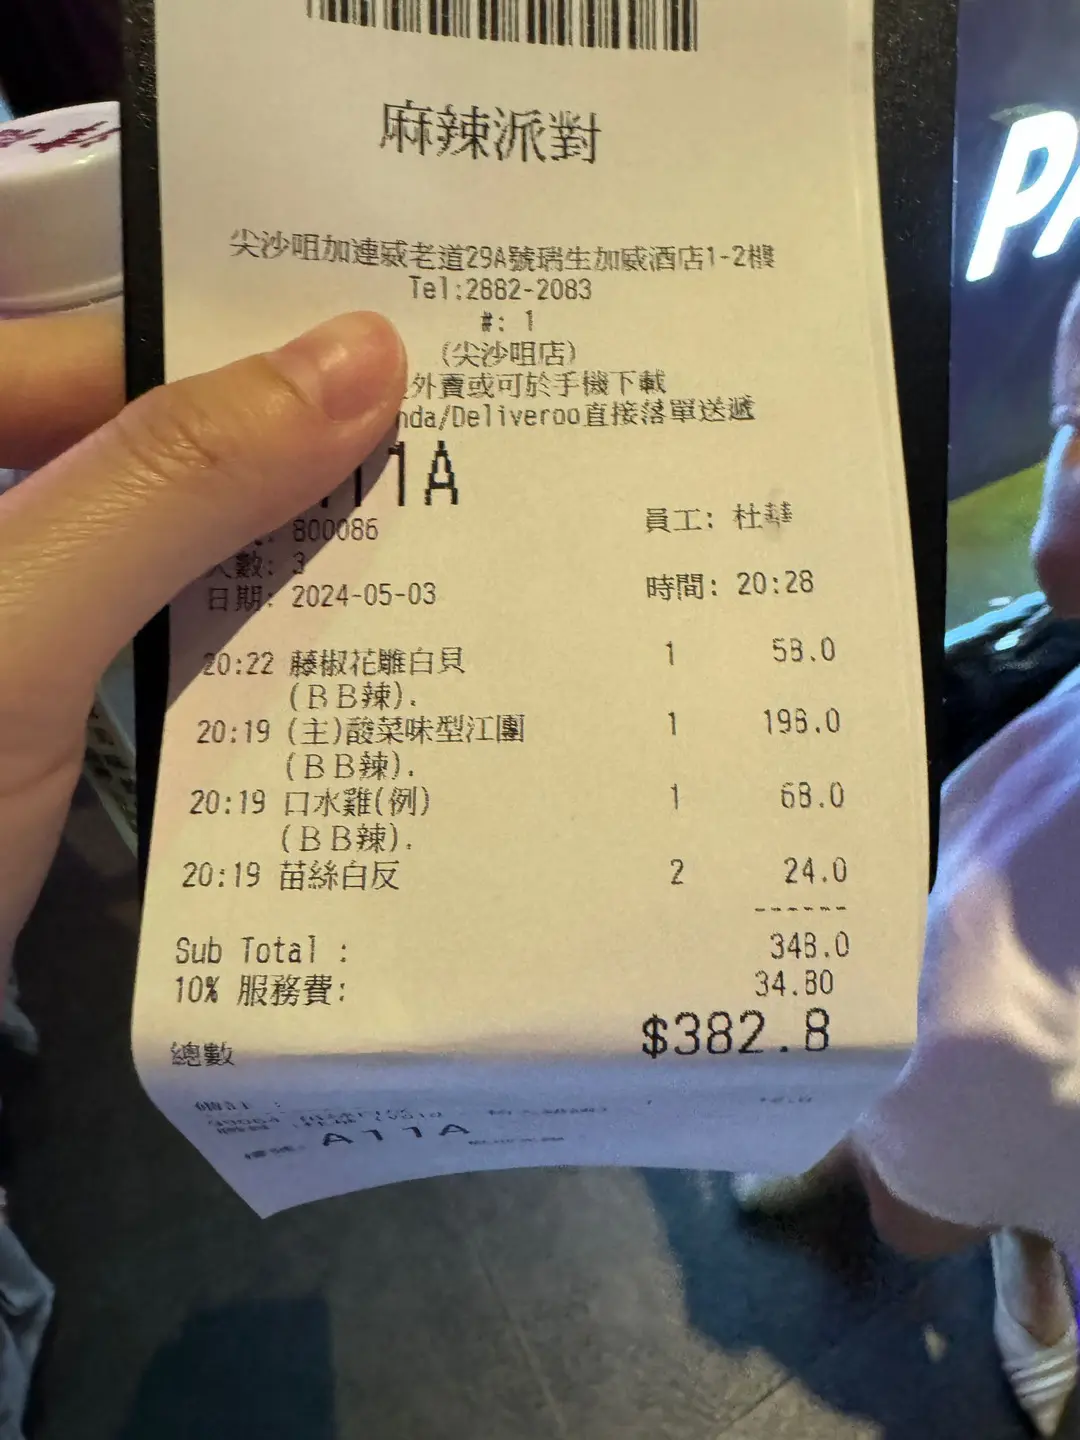 麻辣派對
尖沙咀加連威老道29A號瑞生加威酒店1-2樓
Tel:2882-2083
#: 1
(尖沙咀店)
外賣或可於手機下載
nda/Deliveroo直接落單送遞
11A
800086
員工: 杜華
人數: 3
日期: 2024-05-03
時間: 20:28
20:22 藤椒花雕白貝 1 58.0
(BB辣).
20:19 (主)酸菜味型江團 1 198.0
(BB辣).
20:19 口水雞(例) 1 68.0
(BB辣).
20:19 苗絲白反 2 24.0
------
Sub Total : 348.0
10% 服務費: 34.80
總數 $382.8
A11A
PA